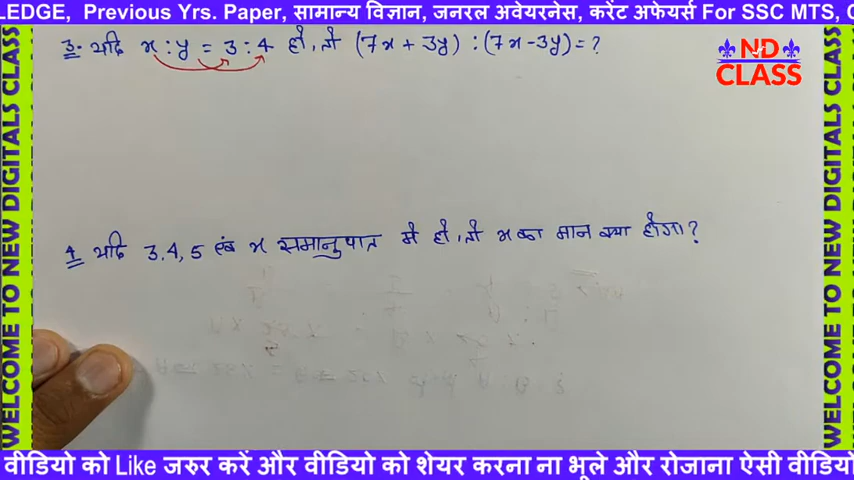 LEDGE, Previous Yrs. Paper, सामान्य विज्ञान, जनरल अवेयरनेस, करेंट अफेयर्स For SSC MTS,
3. यदि x : y = 3 : 4 हो, तो (7x + 3y) : (7x - 3y) = ?
ND
CLASS
4. यदि 3, 4, 5 एवं x समानुपात में हो, तो x का मान क्या होगा?
WELCOME TO NEW DIGITALS CLASS
WELCOME TO NEW DIGITALS CLASS
वीडियो को Like जरुर करें और वीडियो को शेयर करना ना भूले और रोजाना ऐसी वीडियो